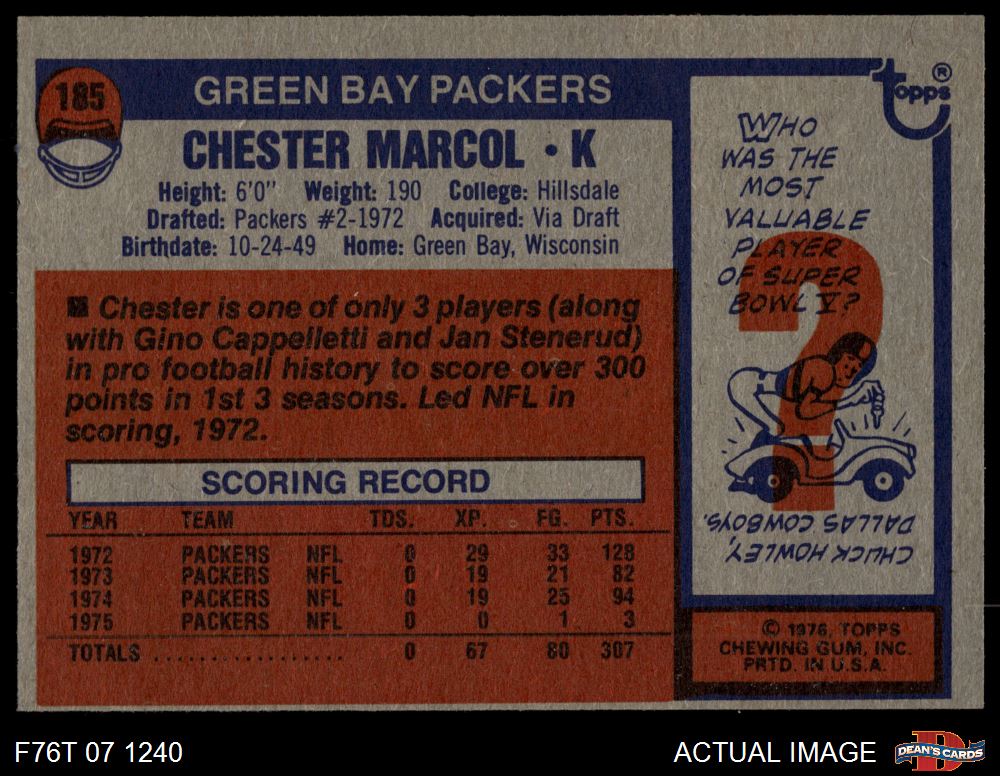 185
GREEN BAY PACKERS
CHESTER MARCOL • K
Height: 6'0" Weight: 190 College: Hillsdale
Drafted: Packers #2-1972 Acquired: Via Draft
Birthdate: 10-24-49 Home: Green Bay, Wisconsin
■ Chester is one of only 3 players (along
with Gino Cappelletti and Jan Stenerud)
in pro football history to score over 300
points in 1st 3 seasons. Led NFL in
scoring, 1972.
SCORING RECORD
YEAR TEAM TDS. XP. FG. PTS.
1972 PACKERS NFL 0 29 33 128
1973 PACKERS NFL 0 19 21 82
1974 PACKERS NFL 0 19 25 94
1975 PACKERS NFL 0 0 1 3
TOTALS .................. 0 67 80 307
Topps ®
WHO
WAS THE
MOST
VALUABLE
PLAYER
OF SUPER
BOWL V?
?
CHUCK HOWLEY,
DALLAS COWBOYS.
© 1976, TOPPS
CHEWING GUM, INC.
PRTD. IN U.S.A.
F76T 07 1240
ACTUAL IMAGE
DEAN'S CARDS